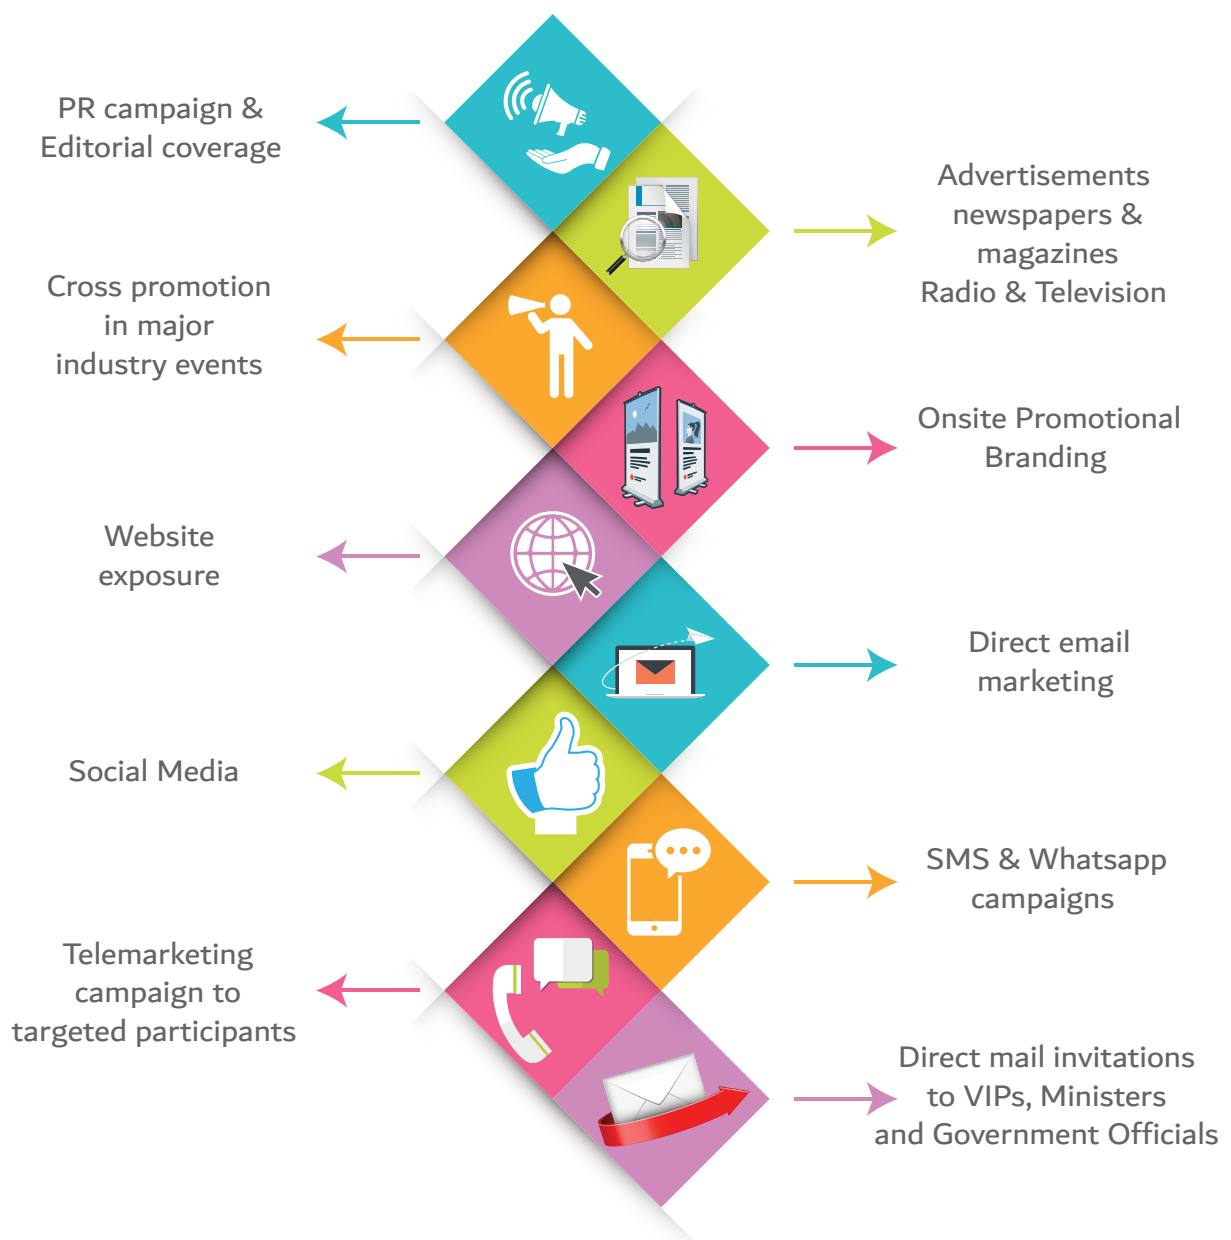 PR campaign &
Editorial coverage
Advertisements
newspapers &
magazines
Radio & Television
Cross promotion
in major
industry events
Onsite Promotional
Branding
Website
exposure
Direct email
marketing
Social Media
SMS & Whatsapp
campaigns
Telemarketing
campaign to
targeted participants
Direct mail invitations
to VIPs, Ministers
and Government Officials